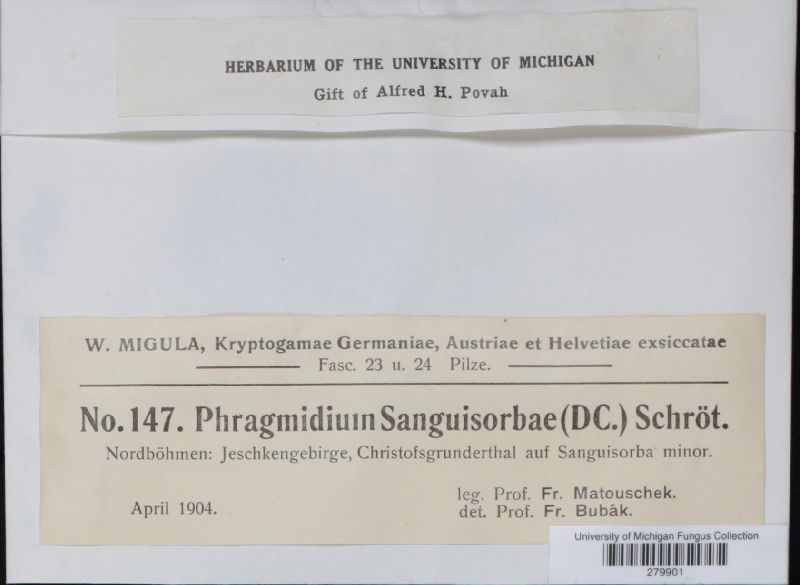 HERBARIUM OF THE UNIVERSITY OF MICHIGAN
Gift of Alfred H. Povah
W. MIGULA, Kryptogamae Germaniae, Austriae et Helvetiae exsiccatae
Fasc. 23 u. 24 Pilze.
No. 147. Phragmidium Sanguisorbae (DC.) Schröt.
Nordböhmen: Jeschkengebirge, Christofsgrunderthal auf Sanguisorba minor.
April 1904.
leg. Prof. Fr. Matouschek.
det. Prof. Fr. Bubâk.
University of Michigan Fungus Collection
279901